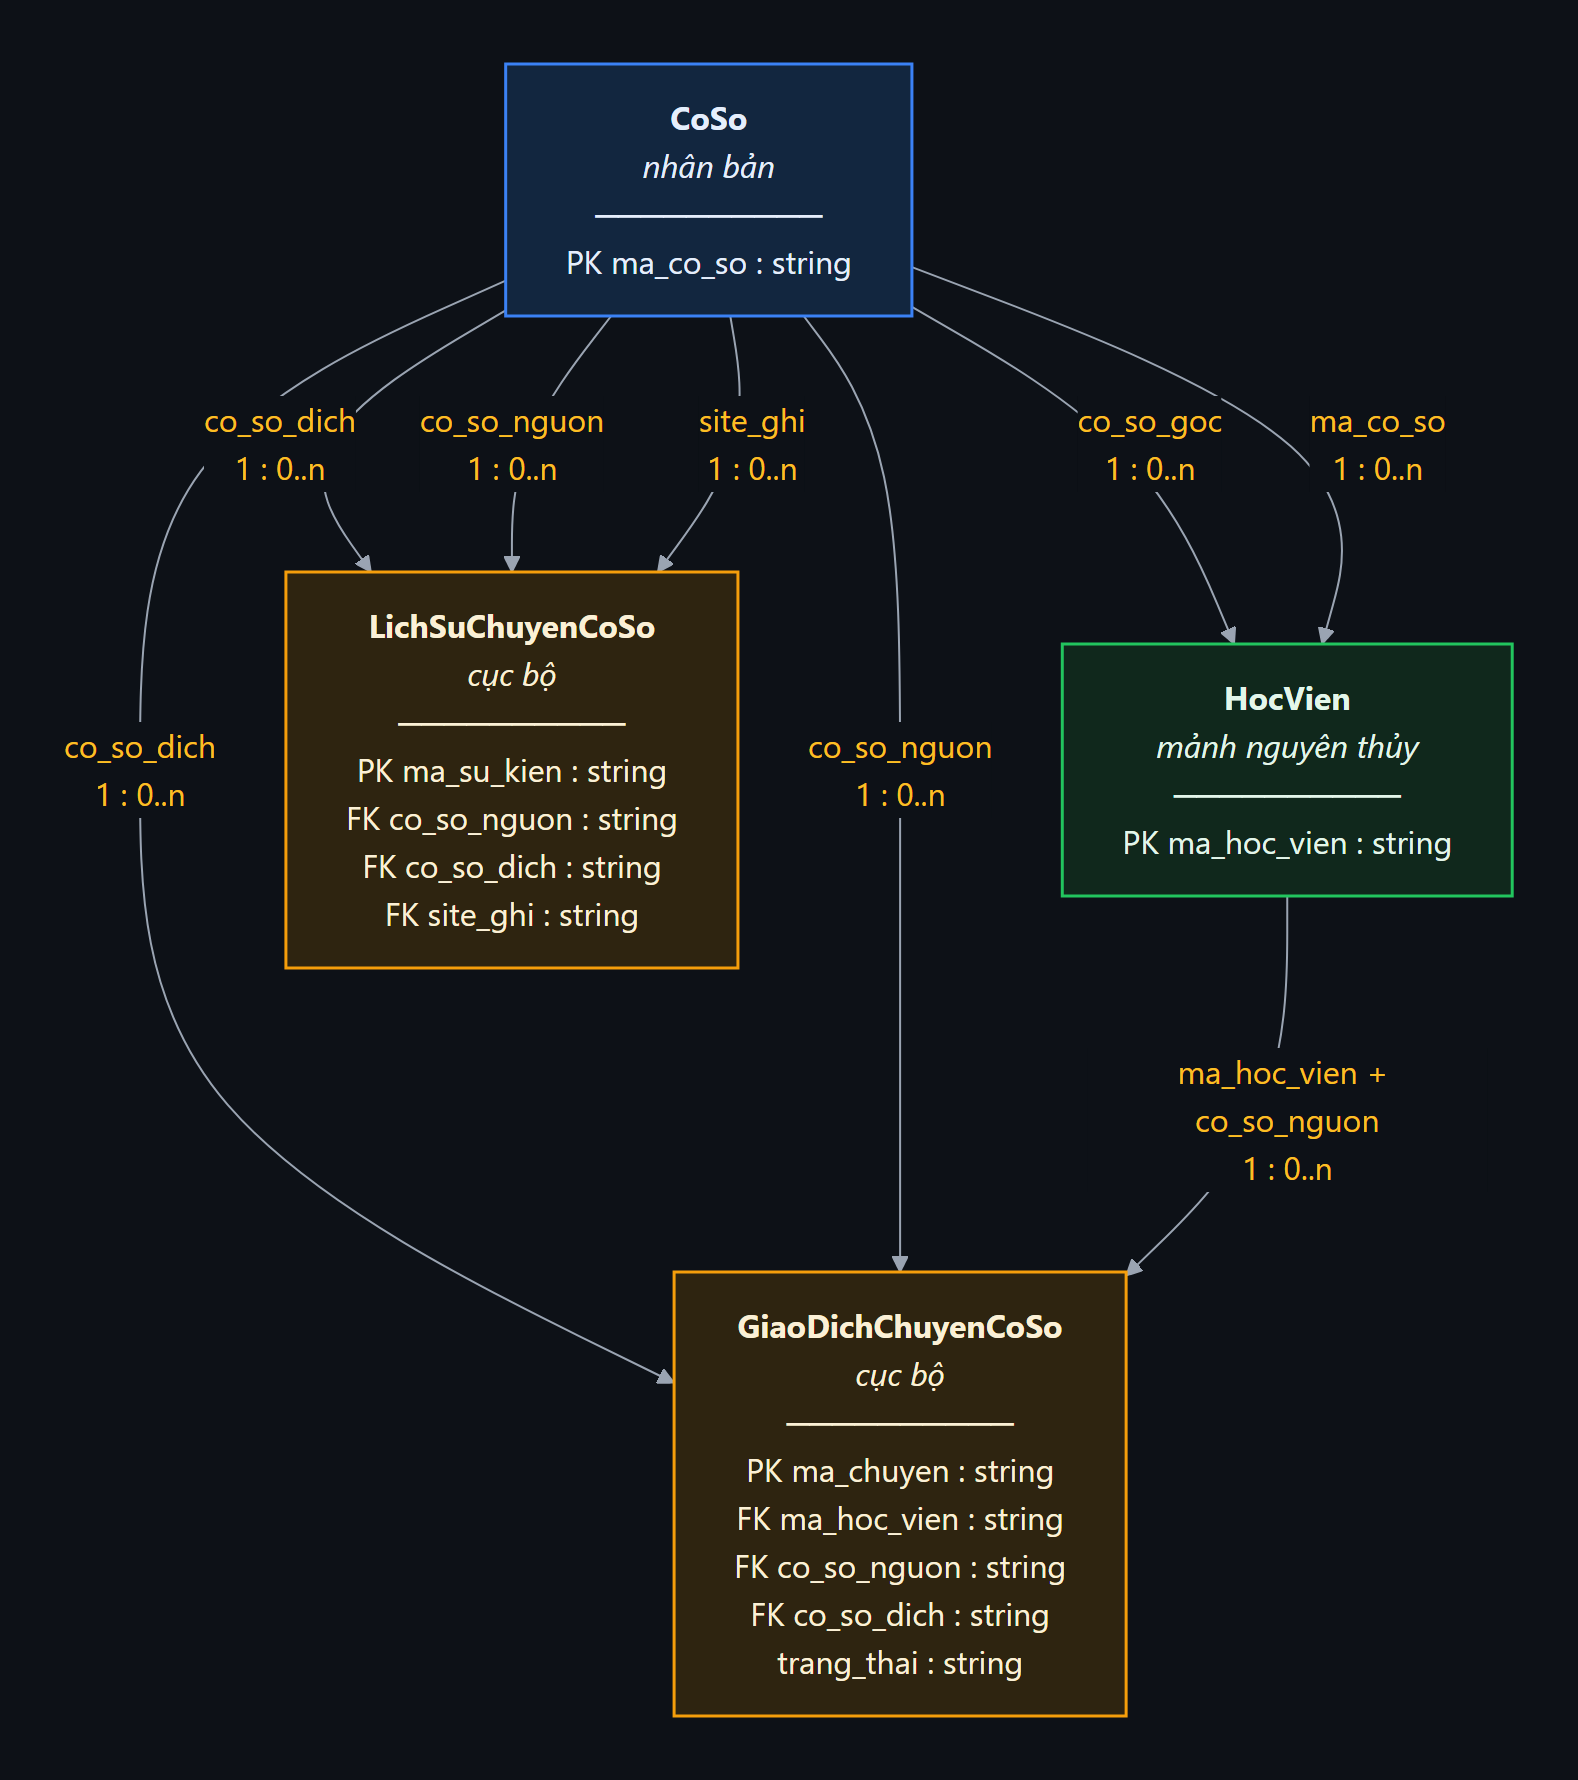 CoSo
nhân bản
PK ma_co_so : string
co_so_dich
1 : 0..n
co_so_nguon
1 : 0..n
site_ghi
1 : 0..n
co_so_goc
1 : 0..n
ma_co_so
1 : 0..n
LichSuChuyenCoSo
cục bộ
PK ma_su_kien : string
FK co_so_nguon : string
FK co_so_dich : string
FK site_ghi : string
co_so_dich
1 : 0..n
co_so_nguon
1 : 0..n
HocVien
mảnh nguyên thủy
PK ma_hoc_vien : string
ma_hoc_vien +
co_so_nguon
1 : 0..n
GiaoDichChuyenCoSo
cục bộ
PK ma_chuyen : string
FK ma_hoc_vien : string
FK co_so_nguon : string
FK co_so_dich : string
trang_thai : string